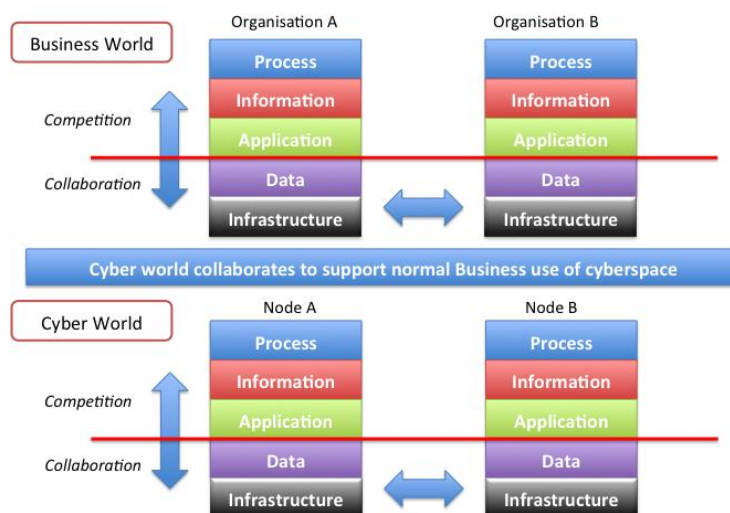 Organisation A
Organisation B
Business World
Process
Process
Information
Information
Competition
Application
Application
Collaboration
Data
Data
Infrastructure
Infrastructure
Cyber world collaborates to support normal Business use of cyberspace
Node A
Node B
Cyber World
Process
Process
Information
Information
Competition
Application
Application
Collaboration
Data
Data
Infrastructure
Infrastructure